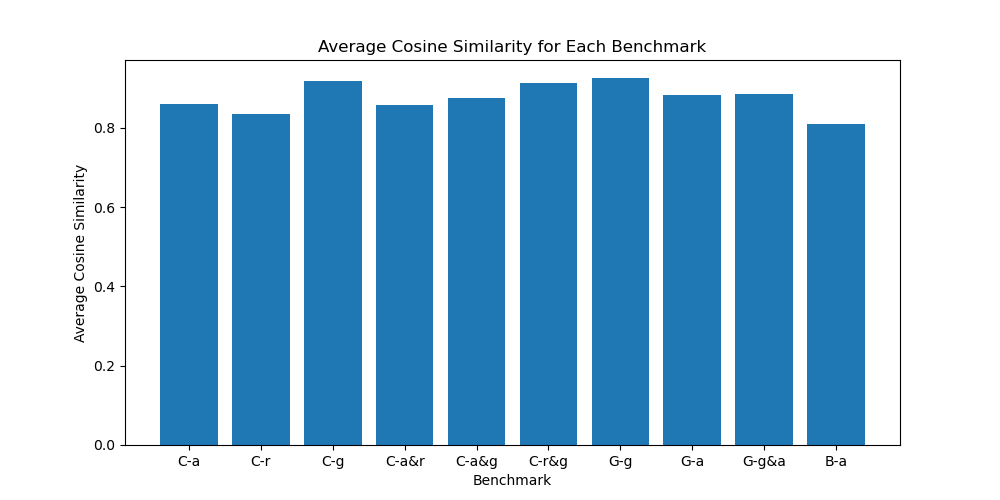 Average Cosine Similarity for Each Benchmark
Average Cosine Similarity
0.8
0.6
0.4
0.2
0.0
C-a C-r C-g C-a&r C-a&g C-r&g G-g G-a G-g&a B-a
Benchmark